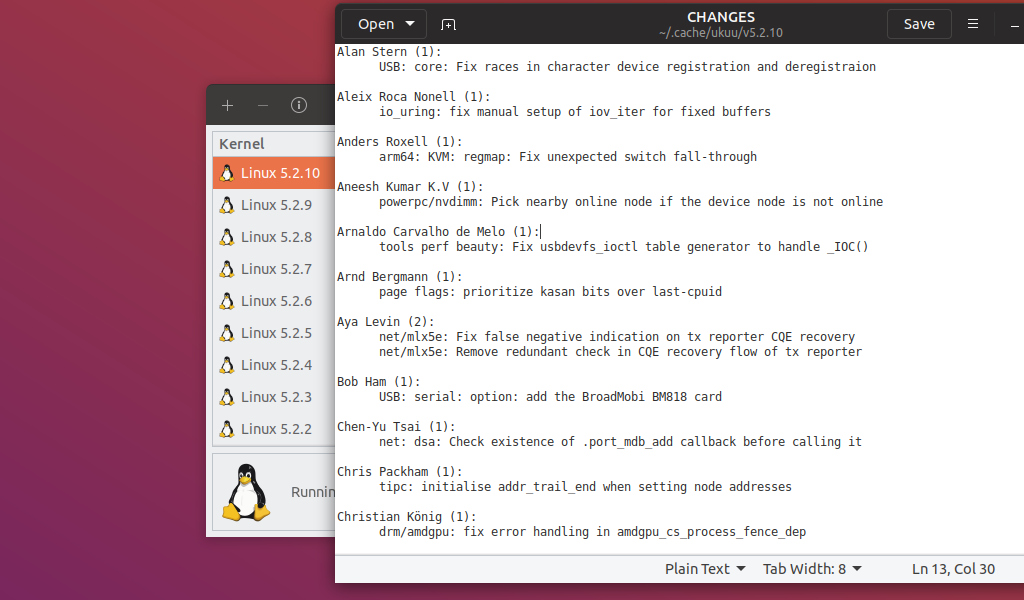 Open
CHANGES
~/.cache/ukuu/v5.2.10
Save
Kernel
Linux 5.2.10
Linux 5.2.9
Linux 5.2.8
Linux 5.2.7
Linux 5.2.6
Linux 5.2.5
Linux 5.2.4
Linux 5.2.3
Linux 5.2.2
Runnin
Alan Stern (1):
USB: core: Fix races in character device registration and deregistraion
Aleix Roca Nonell (1):
io_uring: fix manual setup of iov_iter for fixed buffers
Anders Roxell (1):
arm64: KVM: regmap: Fix unexpected switch fall-through
Aneesh Kumar K.V (1):
powerpc/nvdimm: Pick nearby online node if the device node is not online
Arnaldo Carvalho de Melo (1):
tools perf beauty: Fix usbdevfs_ioctl table generator to handle _IOC()
Arnd Bergmann (1):
page flags: prioritize kasan bits over last-cpuid
Aya Levin (2):
net/mlx5e: Fix false negative indication on tx reporter CQE recovery
net/mlx5e: Remove redundant check in CQE recovery flow of tx reporter
Bob Ham (1):
USB: serial: option: add the BroadMobi BM818 card
Chen-Yu Tsai (1):
net: dsa: Check existence of .port_mdb_add callback before calling it
Chris Packham (1):
tipc: initialise addr_trail_end when setting node addresses
Christian König (1):
drm/amdgpu: fix error handling in amdgpu_cs_process_fence_dep
Plain Text
Tab Width: 8
Ln 13, Col 30